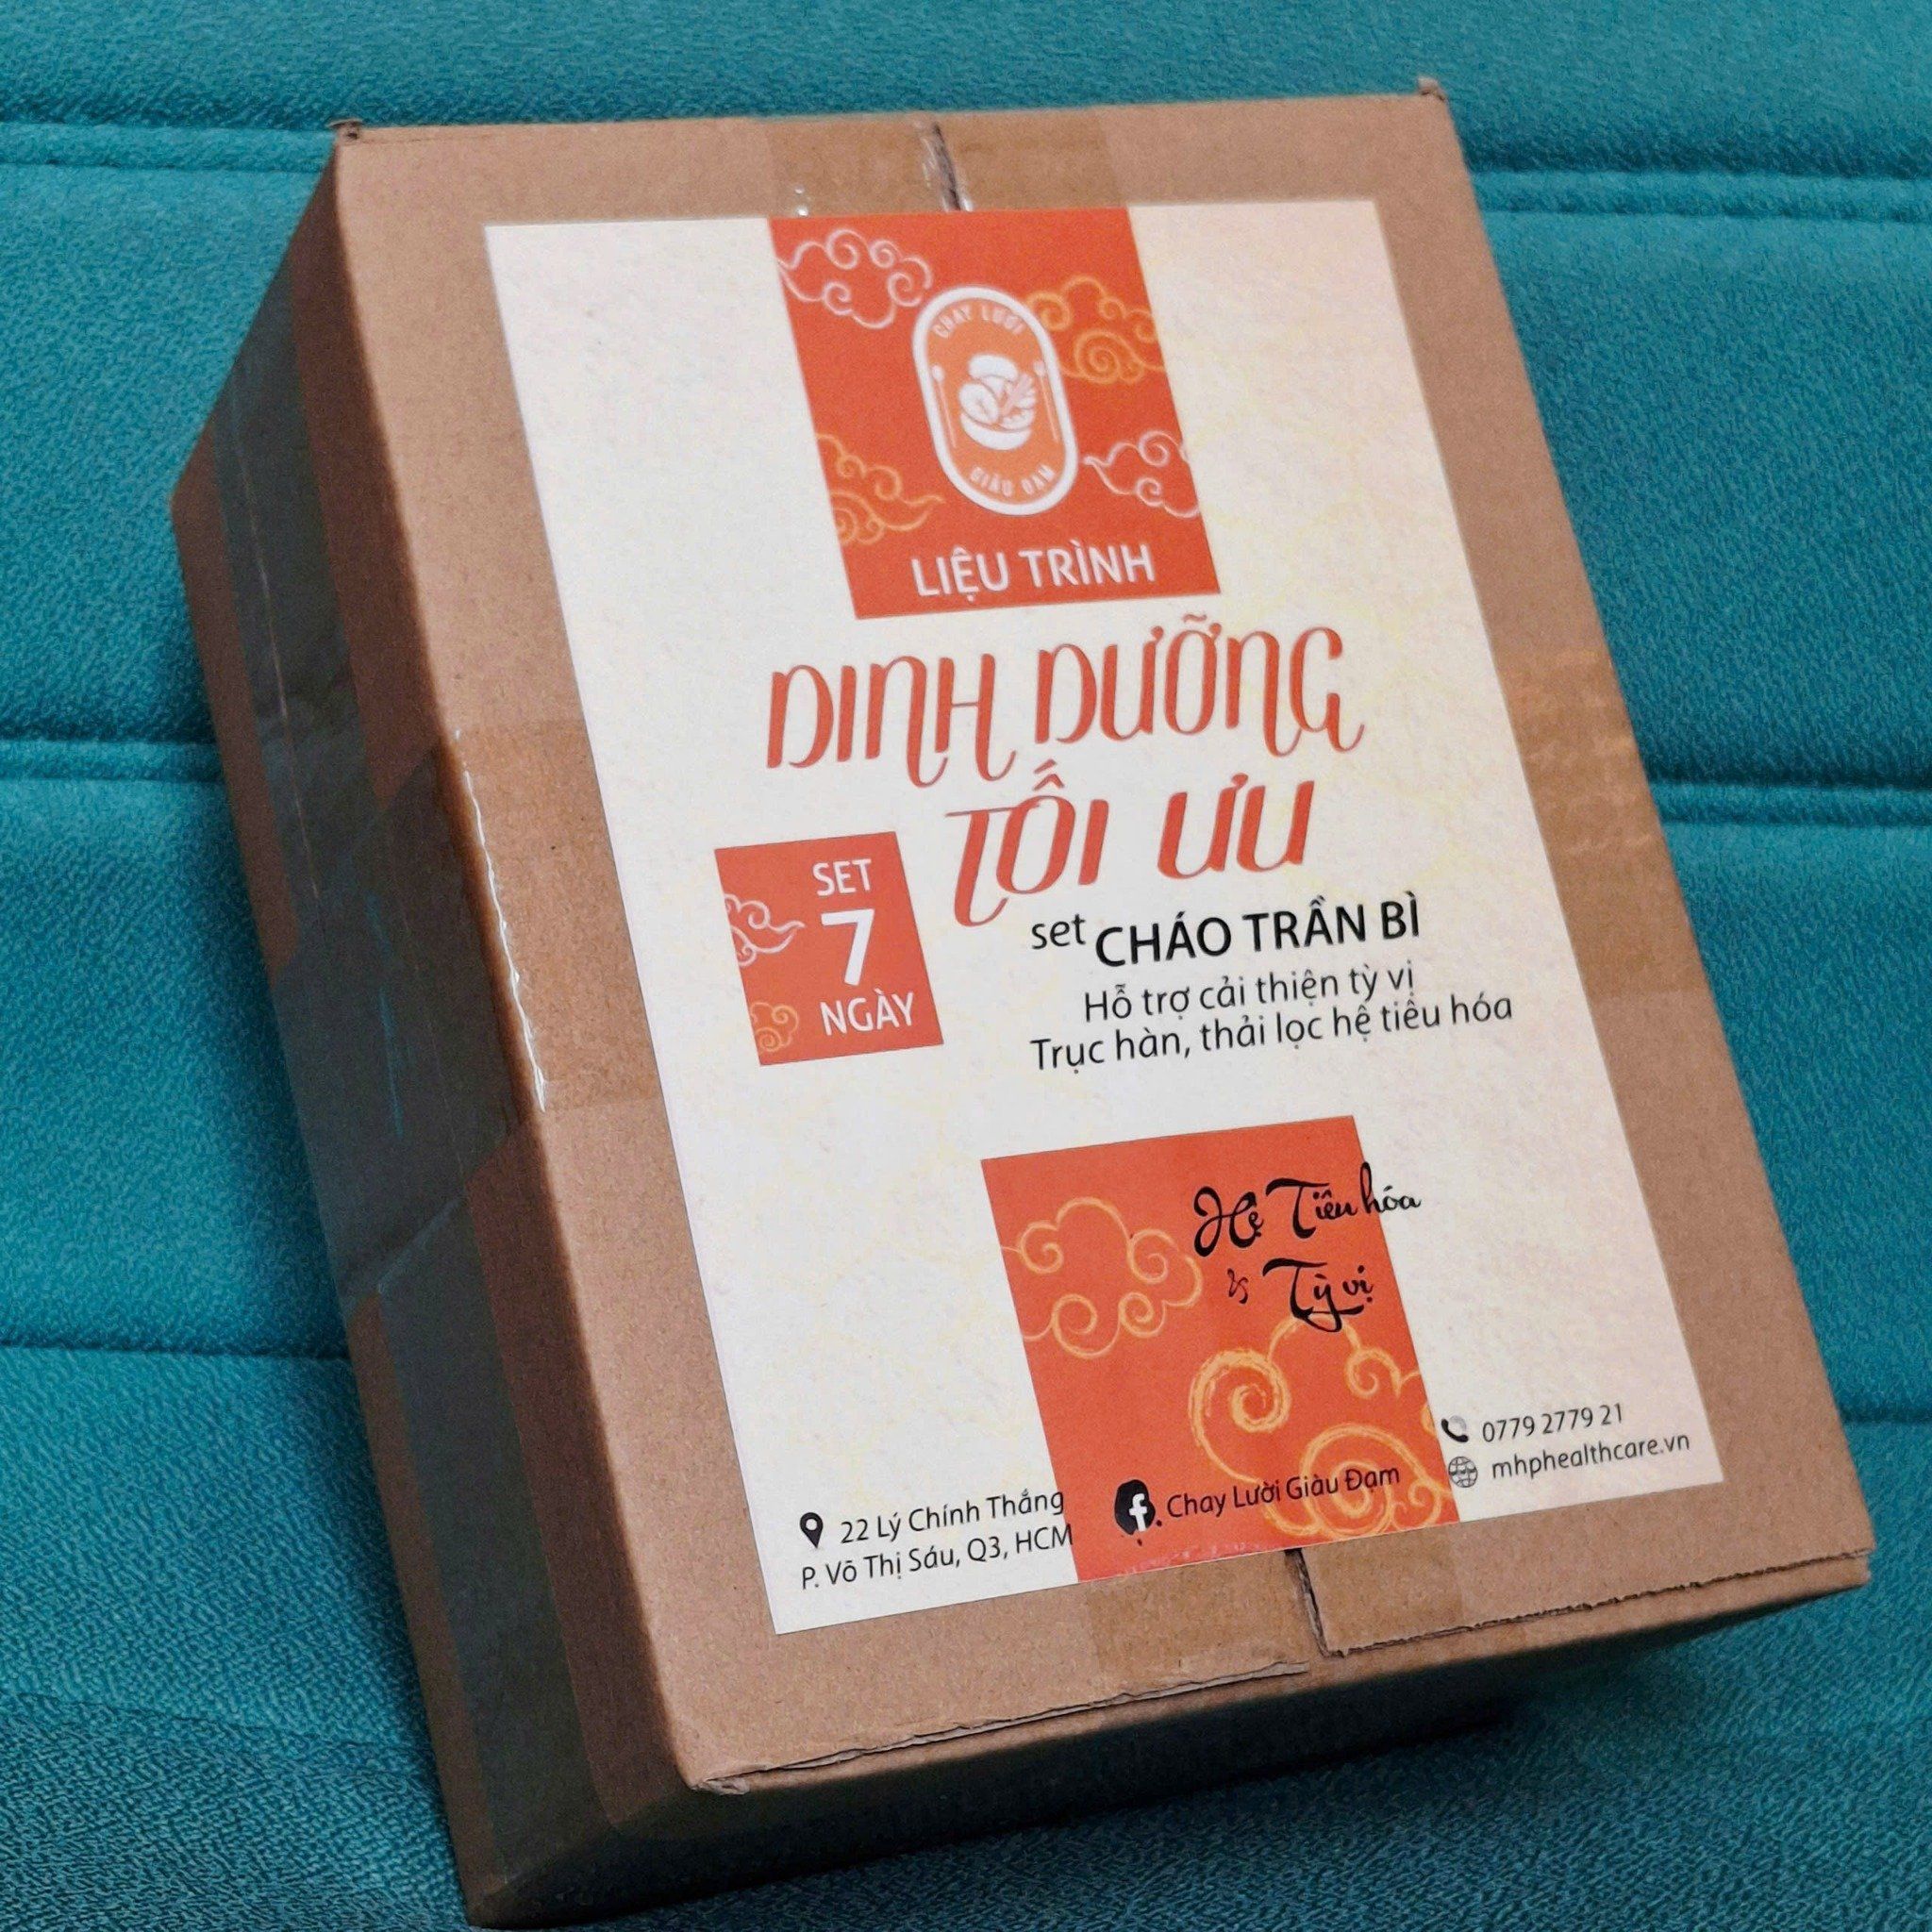 CHAY LƯỜI
GIÀU ĐẠM
LIỆU TRÌNH
DINH DƯỠNG
TỐI ƯU
SET
7
NGÀY
set CHÁO TRẦN BÌ
Hỗ trợ cải thiện tỳ vị
Trục hàn, thải lọc hệ tiêu hóa
Hệ Tiêu hóa
& Tỳ vị
0779 2779 21
mhphealthcare.vn
22 Lý Chính Thắng
P. Võ Thị Sáu, Q3, HCM
Chay Lười Giàu Đạm